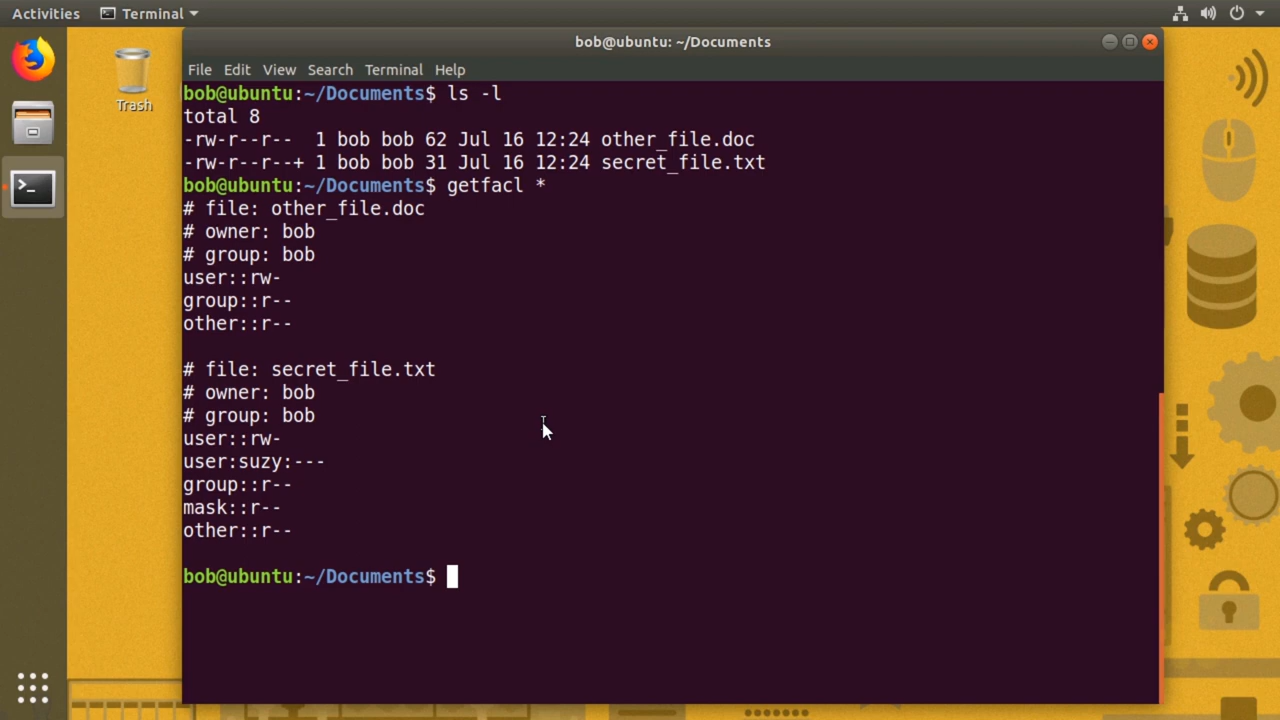 Activities
Terminal
bob@ubuntu: ~/Documents
Trash
File Edit View Search Terminal Help
bob@ubuntu:~/Documents$ ls -l
total 8
-rw-r--r--  1 bob bob 62 Jul 16 12:24 other_file.doc
-rw-r--r--+ 1 bob bob 31 Jul 16 12:24 secret_file.txt
bob@ubuntu:~/Documents$ getfacl *
# file: other_file.doc
# owner: bob
# group: bob
user::rw-
group::r--
other::r--

# file: secret_file.txt
# owner: bob
# group: bob
user::rw-
user:suzy:---
group::r--
mask::r--
other::r--

bob@ubuntu:~/Documents$